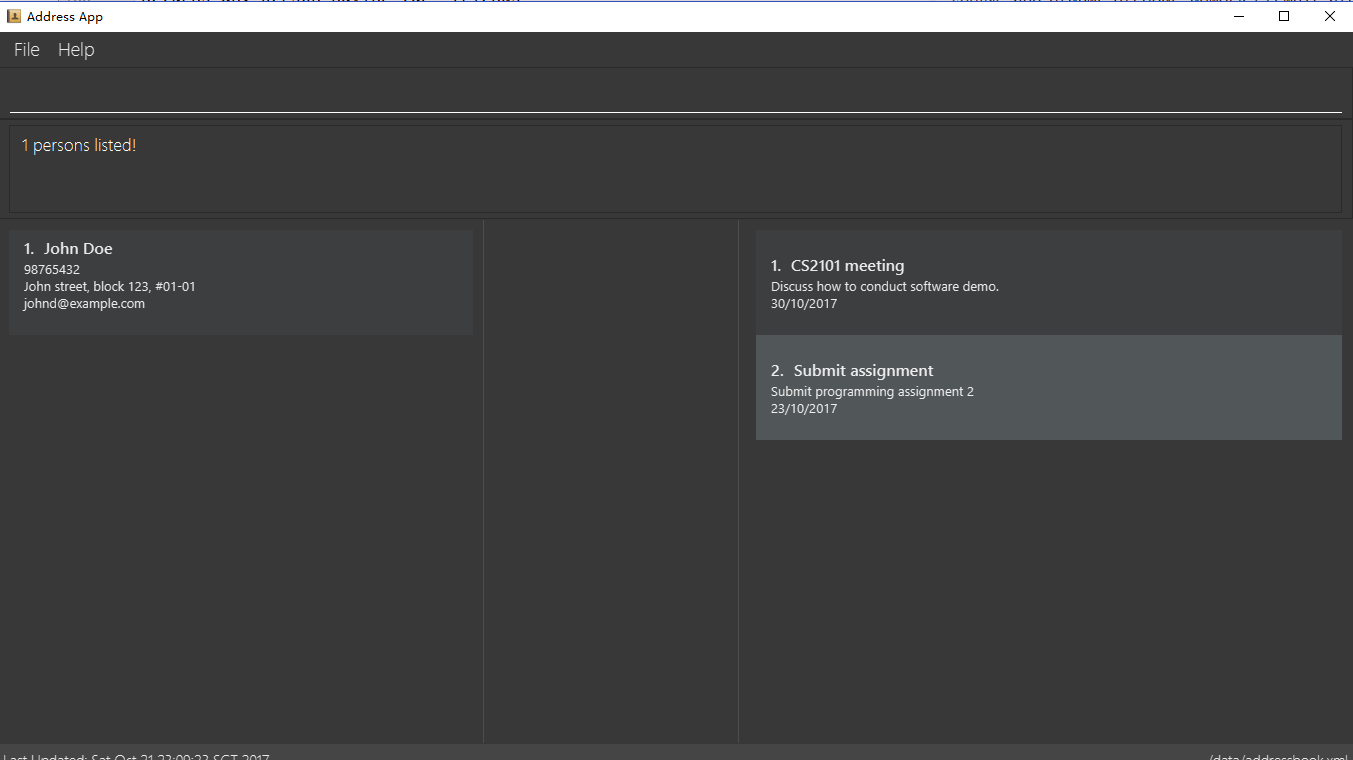 Address App
File Help
1 persons listed!
1. John Doe
98765432
John street, block 123, #01-01
johnd@example.com
1. CS2101 meeting
Discuss how to conduct software demo.
30/10/2017
2. Submit assignment
Submit programming assignment 2
23/10/2017
Last Updated: Sat Oct 21 23:09:23 SGT 2017
/data/addressbook.xml